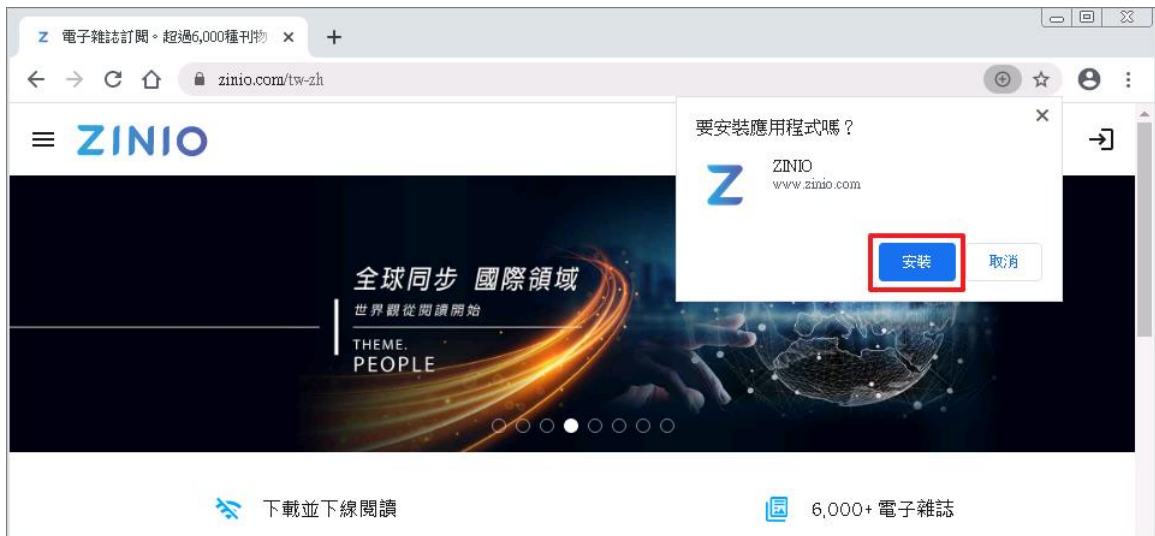 Z 電子雜誌訂閱。超過6,000種刊物
zinio.com/tw-zh
ZINIO
要安裝應用程式嗎？
Z
ZINIO
www.zinio.com
安裝
取消
全球同步 國際領域
世界觀從閱讀開始
THEME.
PEOPLE
下載並下線閱讀
6,000+ 電子雜誌